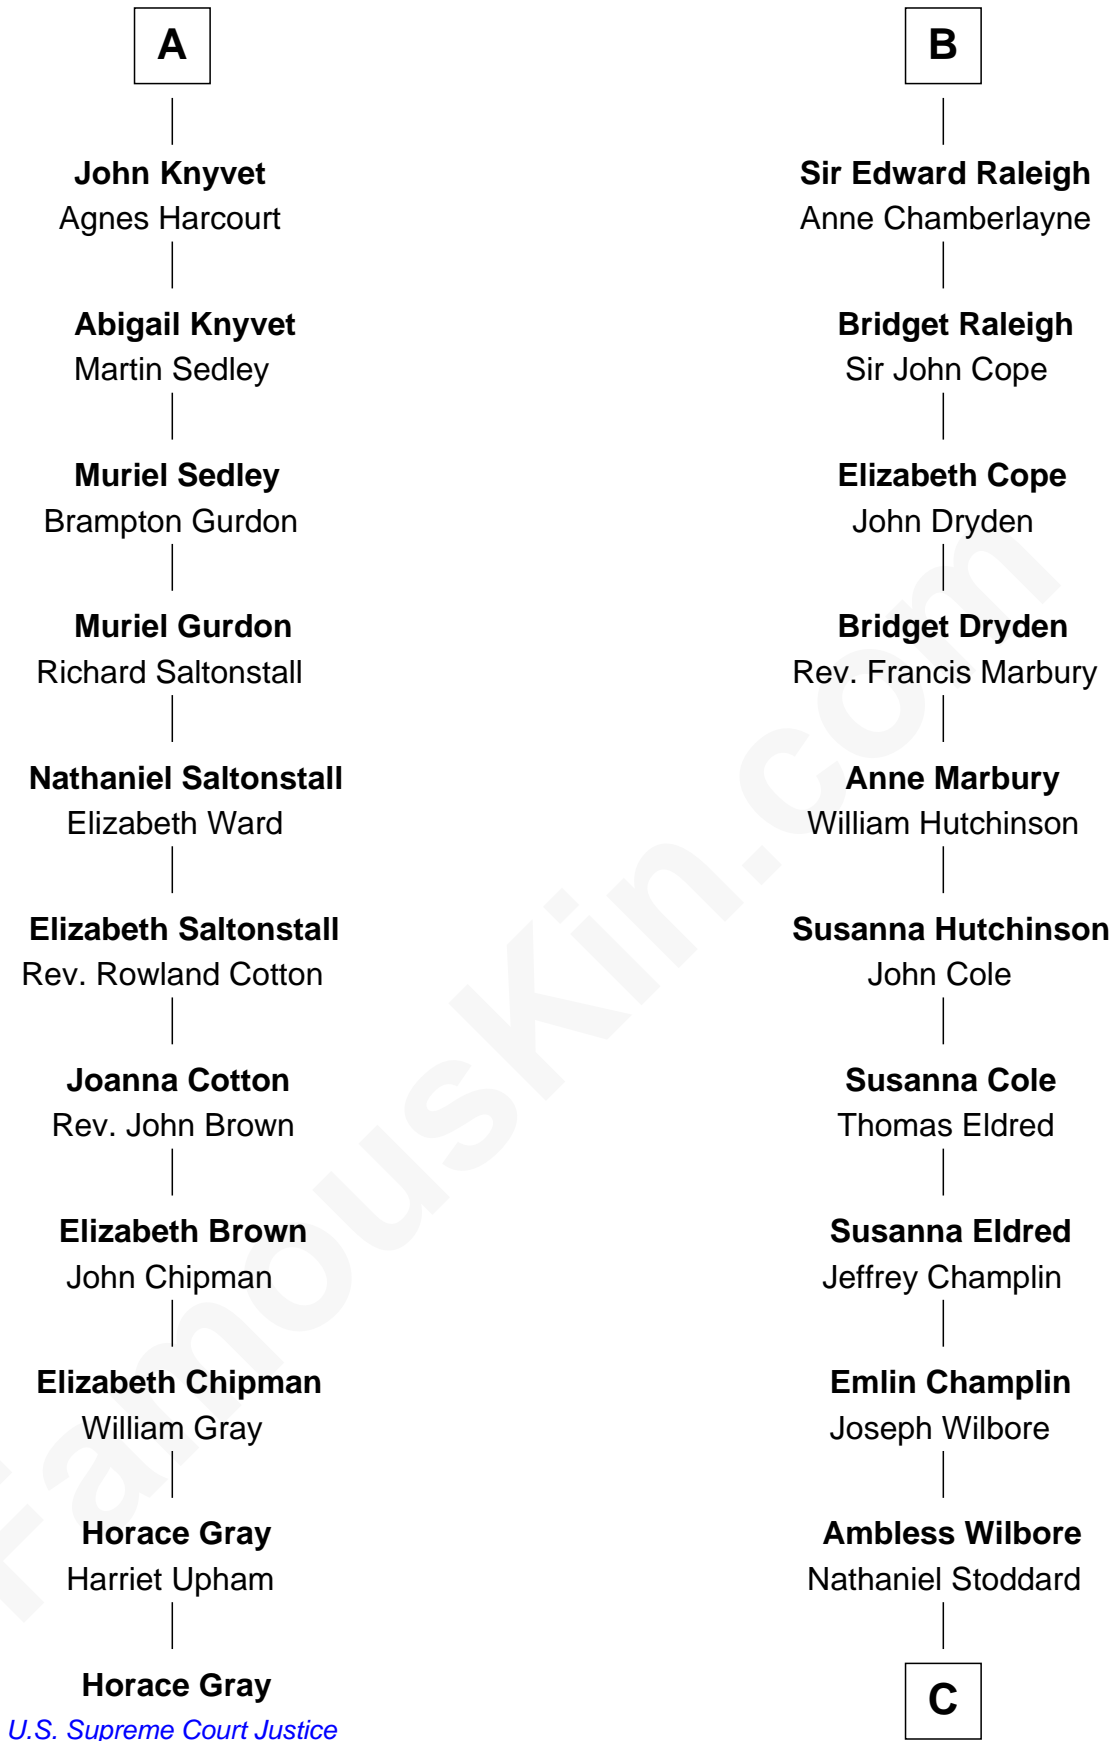 A
John Knyvet
Agnes Harcourt
Abigail Knyvet
Martin Sedley
Muriel Sedley
Brampton Gurdon
Muriel Gurdon
Richard Saltonstall
Nathaniel Saltonstall
Elizabeth Ward
Elizabeth Saltonstall
Rev. Rowland Cotton
Joanna Cotton
Rev. John Brown
Elizabeth Brown
John Chipman
Elizabeth Chipman
William Gray
Horace Gray
Harriet Upham
Horace Gray
U.S. Supreme Court Justice
B
Sir Edward Raleigh
Anne Chamberlayne
Bridget Raleigh
Sir John Cope
Elizabeth Cope
John Dryden
Bridget Dryden
Rev. Francis Marbury
Anne Marbury
William Hutchinson
Susanna Hutchinson
John Cole
Susanna Cole
Thomas Eldred
Susanna Eldred
Jeffrey Champlin
Emlin Champlin
Joseph Wilbore
Ambless Wilbore
Nathaniel Stoddard
C
FamousKin.com